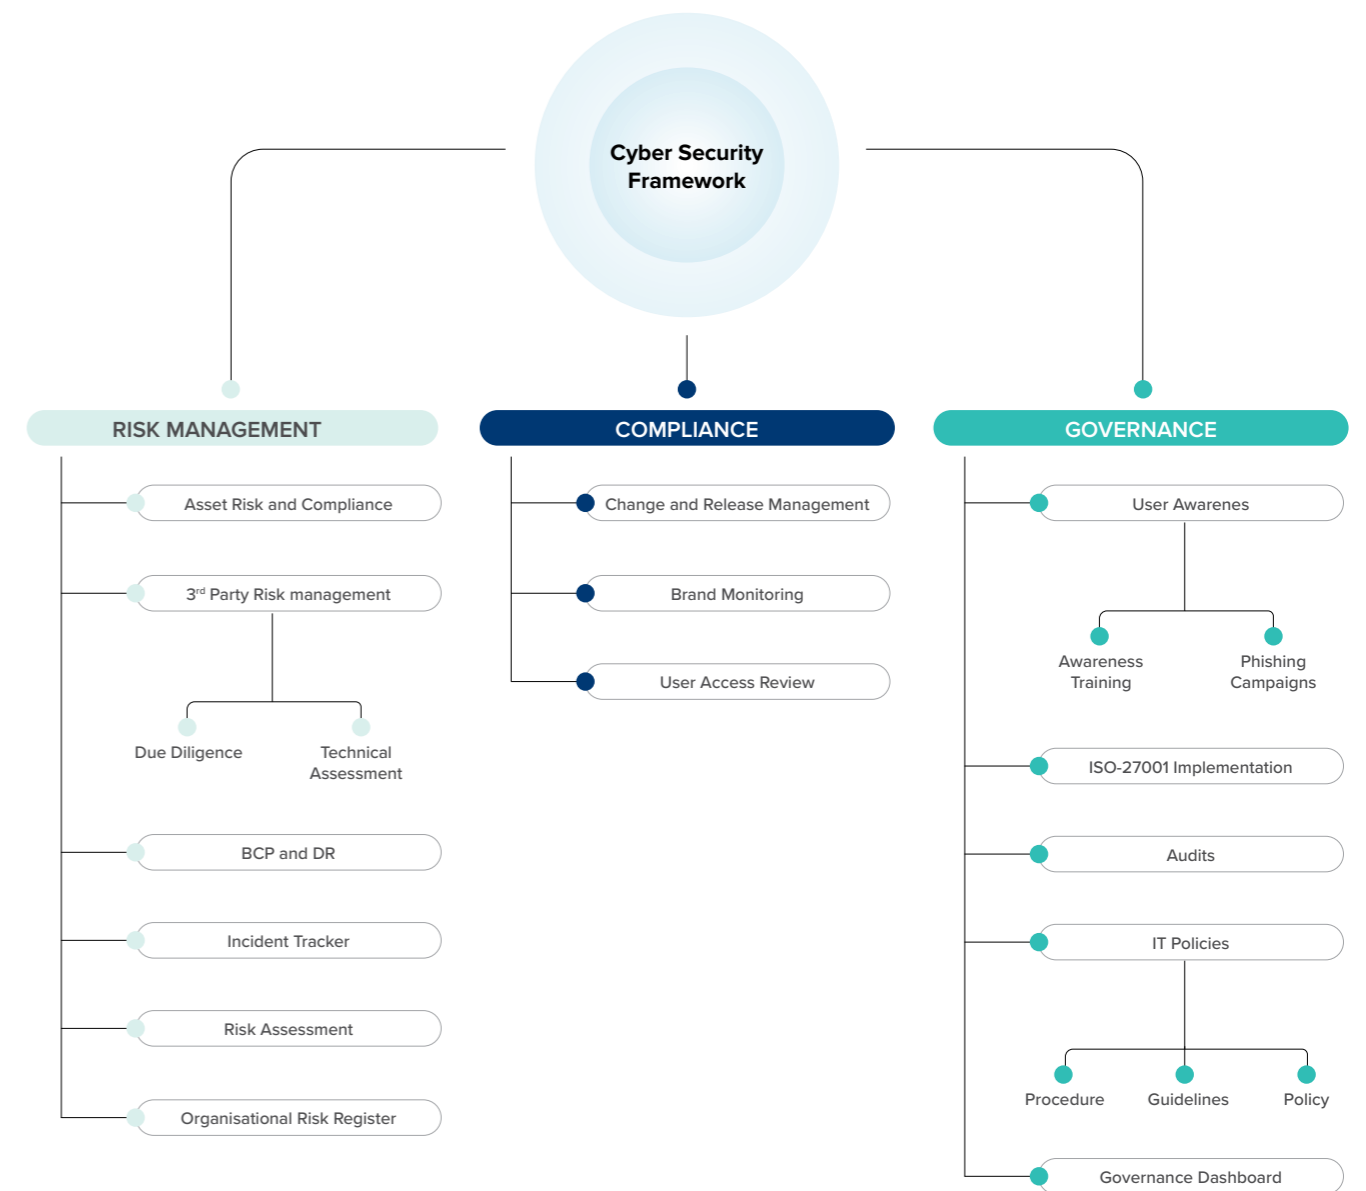 Cyber Security
Framework
RISK MANAGEMENT
Asset Risk and Compliance
3rd Party Risk management
Due Diligence
Technical
Assessment
BCP and DR
Incident Tracker
Risk Assessment
Organisational Risk Register
COMPLIANCE
Change and Release Management
Brand Monitoring
User Access Review
GOVERNANCE
User Awarenes
Awareness
Training
Phishing
Campaigns
ISO-27001 Implementation
Audits
IT Policies
Procedure
Guidelines
Policy
Governance Dashboard